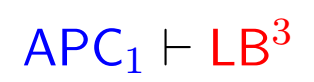 APC₁ ⊢ LB³